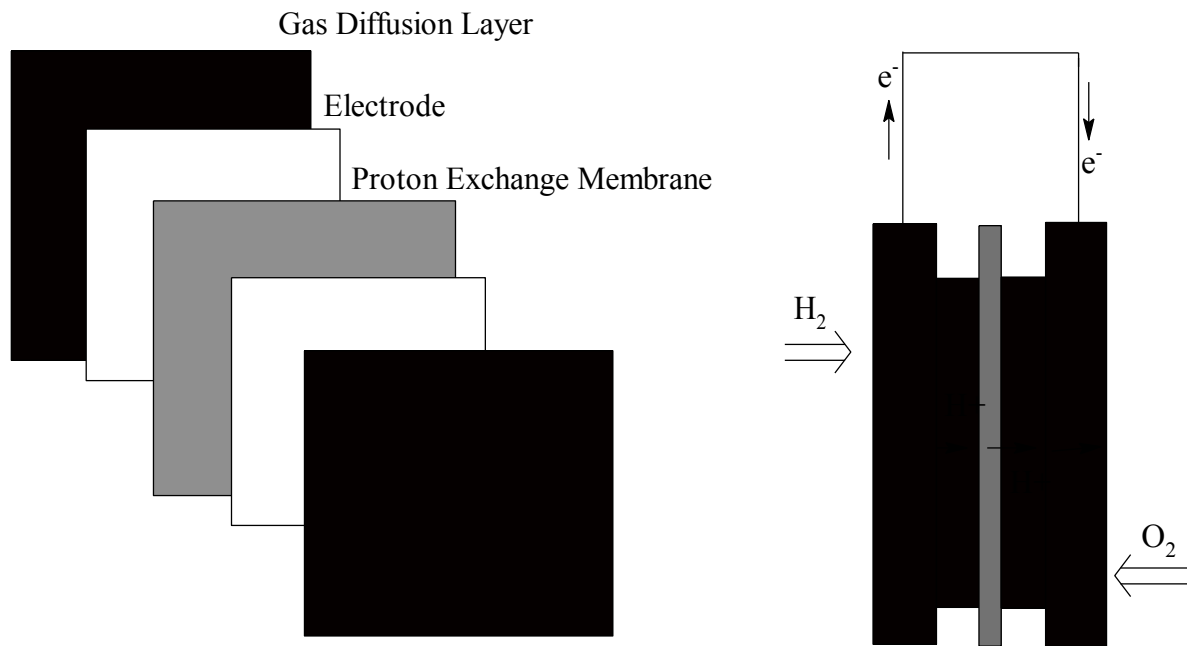 Gas Diffusion Layer
Electrode
Proton Exchange Membrane
e⁻
e⁻
H₂
O₂